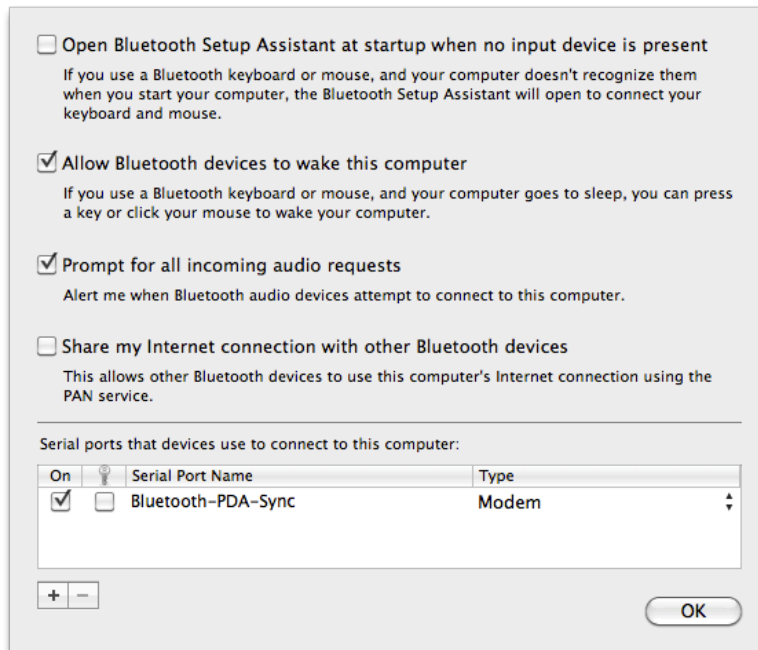 Open Bluetooth Setup Assistant at startup when no input device is present
If you use a Bluetooth keyboard or mouse, and your computer doesn't recognize them
when you start your computer, the Bluetooth Setup Assistant will open to connect your
keyboard and mouse.
Allow Bluetooth devices to wake this computer
If you use a Bluetooth keyboard or mouse, and your computer goes to sleep, you can press
a key or click your mouse to wake your computer.
Prompt for all incoming audio requests
Alert me when Bluetooth audio devices attempt to connect to this computer.
Share my Internet connection with other Bluetooth devices
This allows other Bluetooth devices to use this computer's Internet connection using the
PAN service.
Serial ports that devices use to connect to this computer:
On Serial Port Name Type
Bluetooth-PDA-Sync Modem
+ −
OK